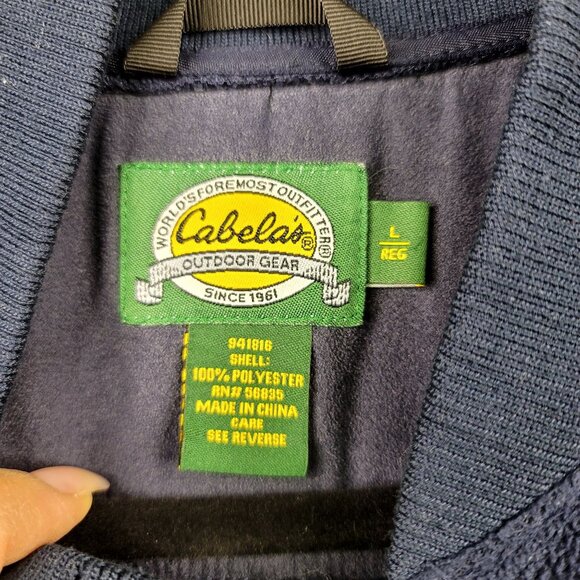 WORLD'S FOREMOST OUTFITTER®
Cabela's®
OUTDOOR GEAR
SINCE 1961
L
REG
941816
SHELL:
100% POLYESTER
RN# 56835
MADE IN CHINA
CARE
SEE REVERSE